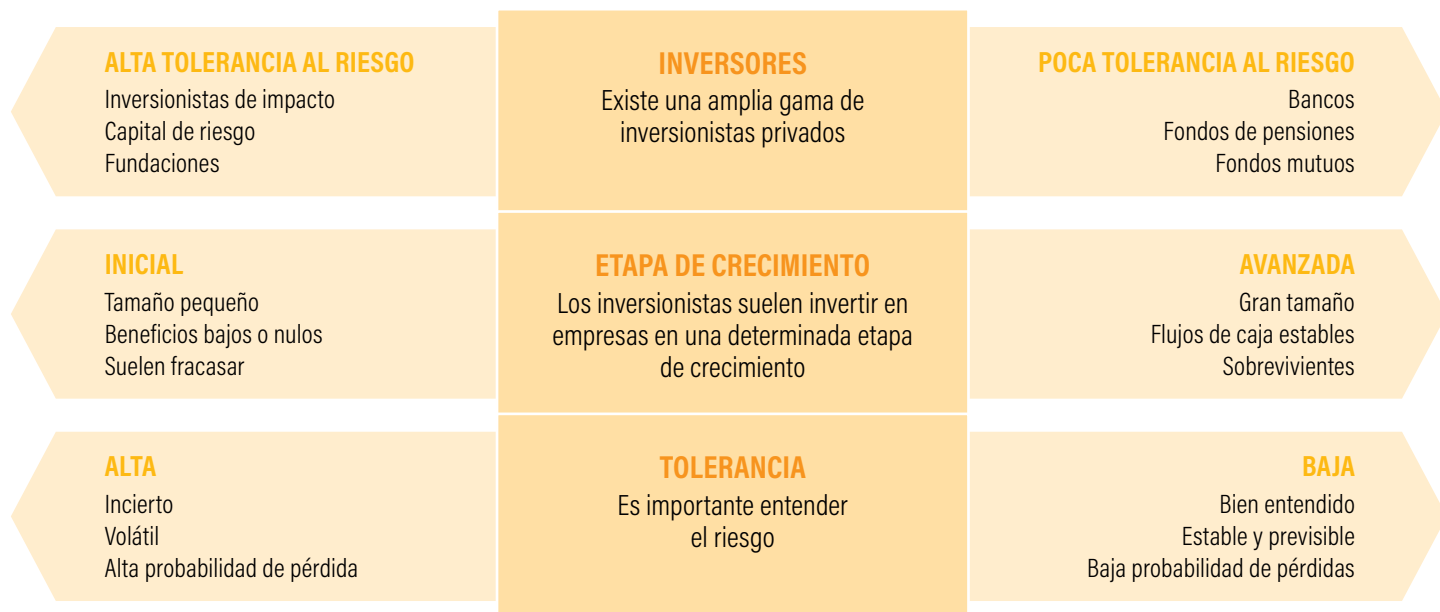 ALTA TOLERANCIA AL RIESGO
Inversionistas de impacto
Capital de riesgo
Fundaciones
INVERSORES
Existe una amplia gama de
inversionistas privados
POCA TOLERANCIA AL RIESGO
Bancos
Fondos de pensiones
Fondos mutuos
INICIAL
Tamaño pequeño
Beneficios bajos o nulos
Suelen fracasar
ETAPA DE CRECIMIENTO
Los inversionistas suelen invertir en
empresas en una determinada etapa
de crecimiento
AVANZADA
Gran tamaño
Flujos de caja estables
Sobrevivientes
ALTA
Incierto
Volátil
Alta probabilidad de pérdida
TOLERANCIA
Es importante entender
el riesgo
BAJA
Bien entendido
Estable y previsible
Baja probabilidad de pérdidas